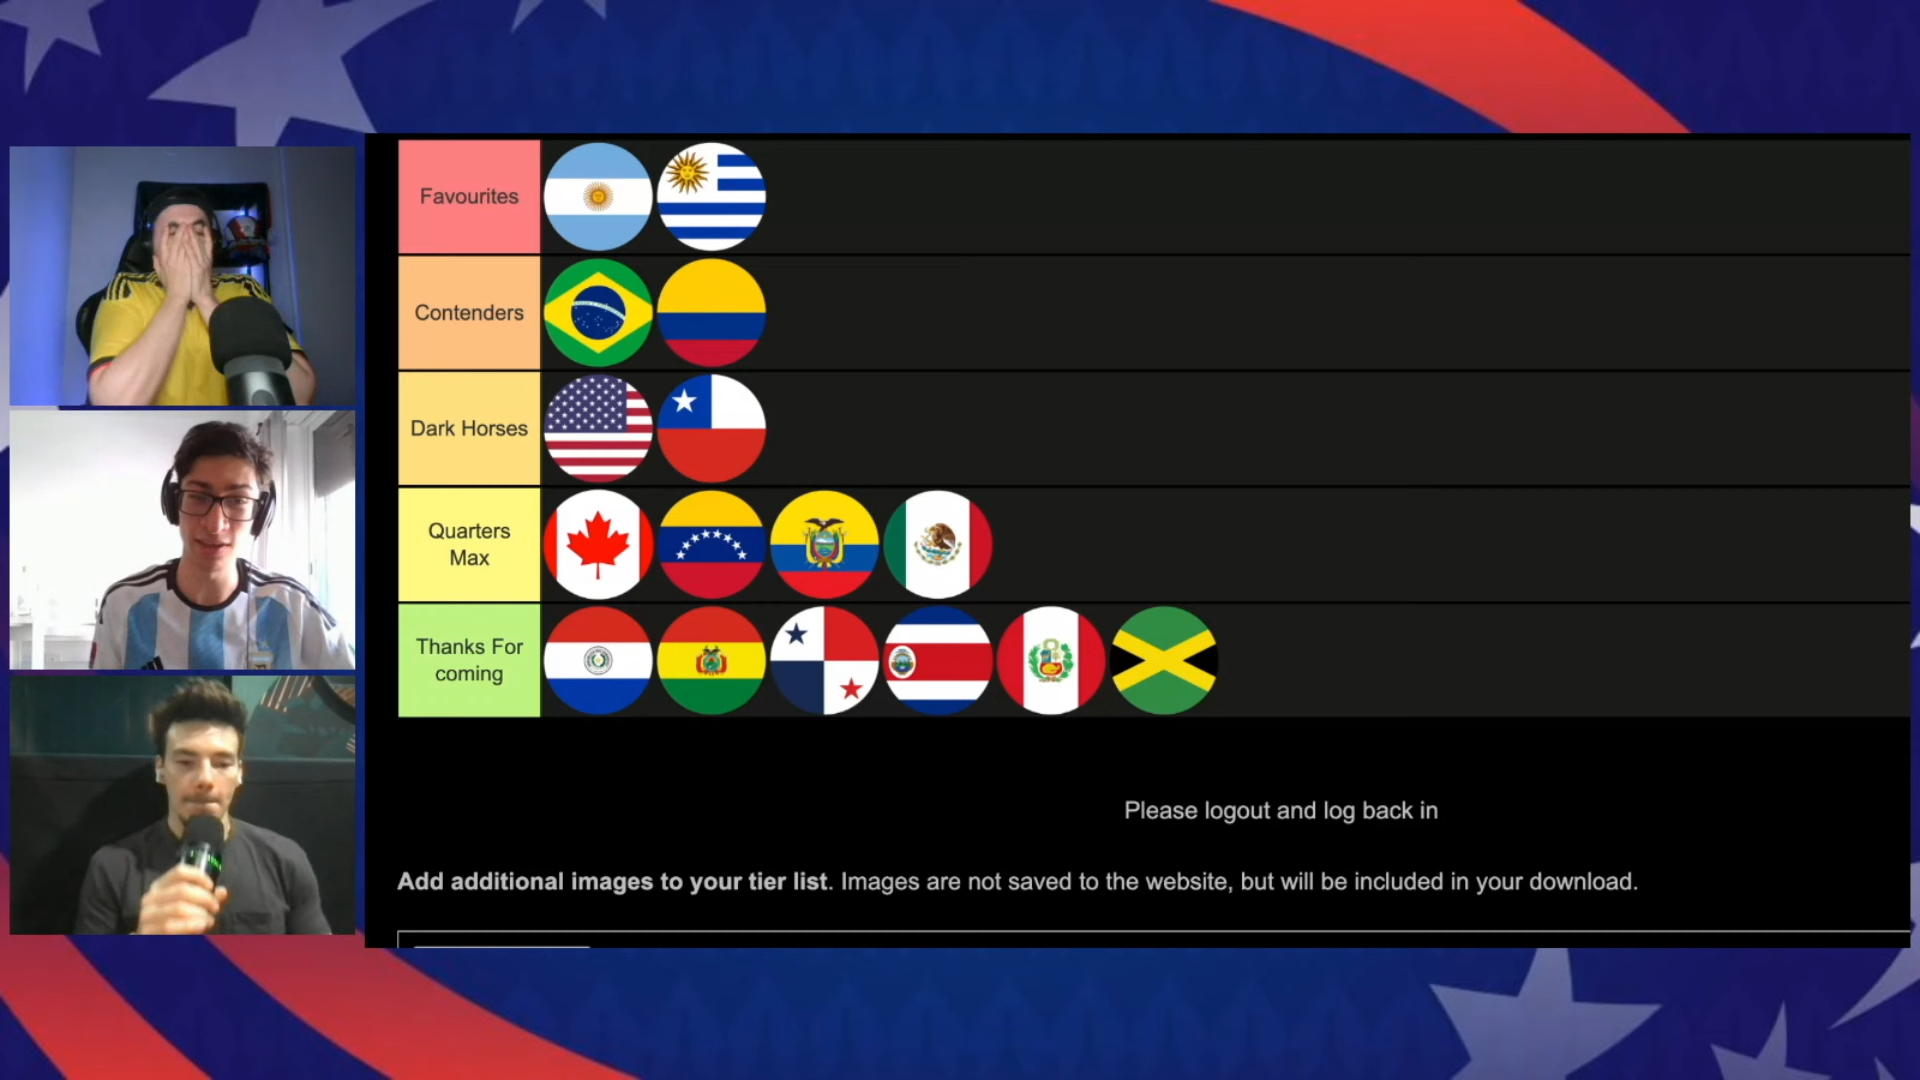 Favourites
Contenders
Dark Horses
Quarters
Max
Thanks For
coming
Please logout and log back in
Add additional images to your tier list. Images are not saved to the website, but will be included in your download.